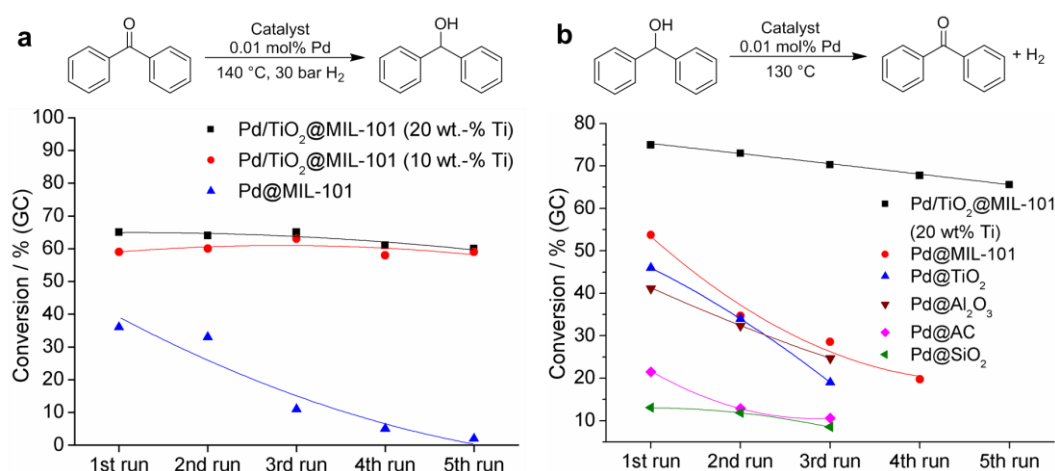 a
O
Catalyst
0.01 mol% Pd
140 °C, 30 bar H₂
OH
Conversion / % (GC)
100
90
80
70
60
50
40
30
20
10
0
Pd/TiO₂@MIL-101 (20 wt.-% Ti)
Pd/TiO₂@MIL-101 (10 wt.-% Ti)
Pd@MIL-101
1st run 2nd run 3rd run 4th run 5th run
b
OH
Catalyst
0.01 mol% Pd
130 °C
O
+ H₂
Conversion / % (GC)
80
70
60
50
40
30
20
10
Pd/TiO₂@MIL-101
(20 wt% Ti)
Pd@MIL-101
Pd@TiO₂
Pd@Al₂O₃
Pd@AC
Pd@SiO₂
1st run 2nd run 3rd run 4th run 5th run